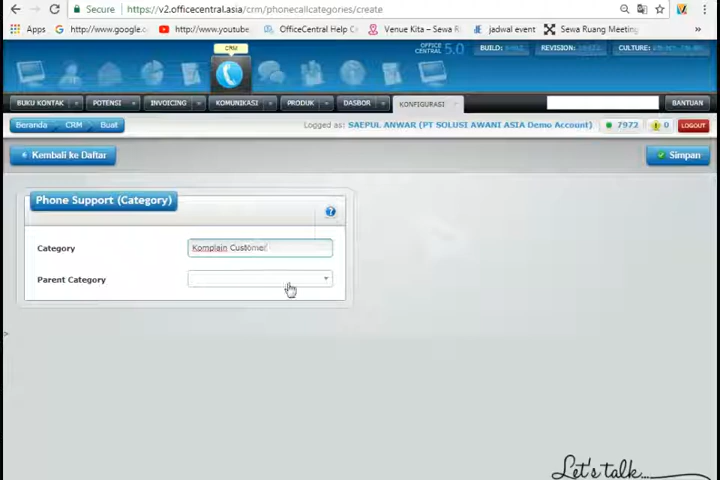 Secure https://v2.officecentral.asia/crm/phonecallcategories/create
Apps http://www.google.c http://www.youtube OfficeCentral Help C Venue Kita – Sewa R jadwal event Sewa Ruang Meeting
CRM
OFFICE CENTRAL 5.0 BUILD: REVISION: CULTURE:
BUKU KONTAK POTENSI INVOICING KOMUNIKASI PRODUK DASBOR KONFIGURASI BANTUAN
Beranda CRM Buat Logged as: SAEPUL ANWAR (PT SOLUSI AWANI ASIA Demo Account) 7972 0 LOGOUT
Kembali ke Daftar Simpan
Phone Support (Category)
?
Category Komplain Customer
Parent Category
>
Let's talk...